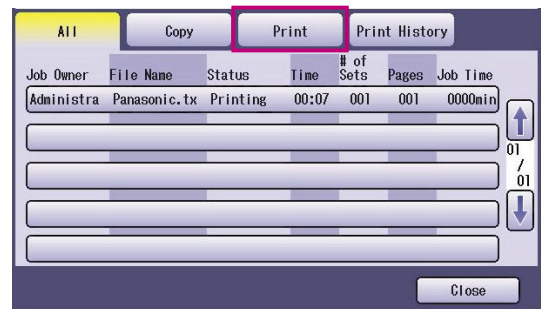 All Copy Print Print History
Job Owner File Name Status Time # of Sets Pages Job Time
Administra Panasonic.tx Printing 00:07 001 001 0000min
01
/
01
Close